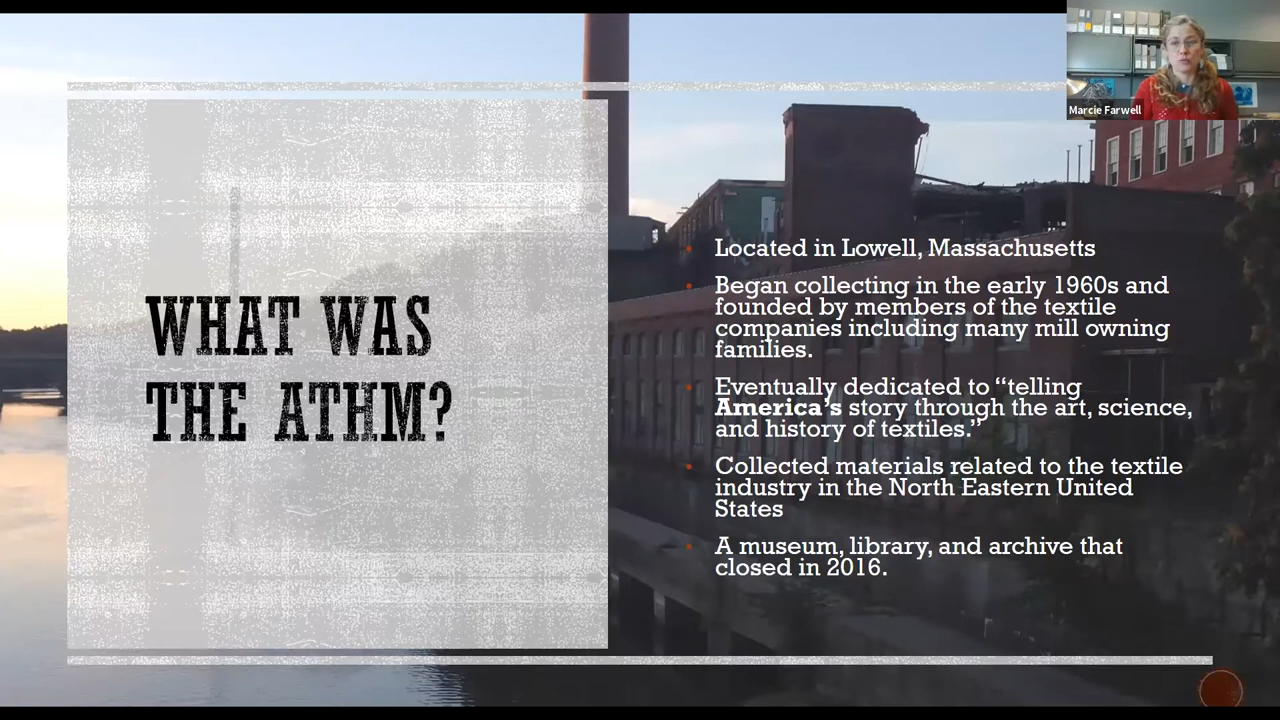 Marcie Farwell
WHAT WAS
THE ATHM?
Located in Lowell, Massachusetts
Began collecting in the early 1960s and
founded by members of the textile
companies including many mill owning
families.
Eventually dedicated to “telling
America’s story through the art, science,
and history of textiles.”
Collected materials related to the textile
industry in the North Eastern United
States
A museum, library, and archive that
closed in 2016.